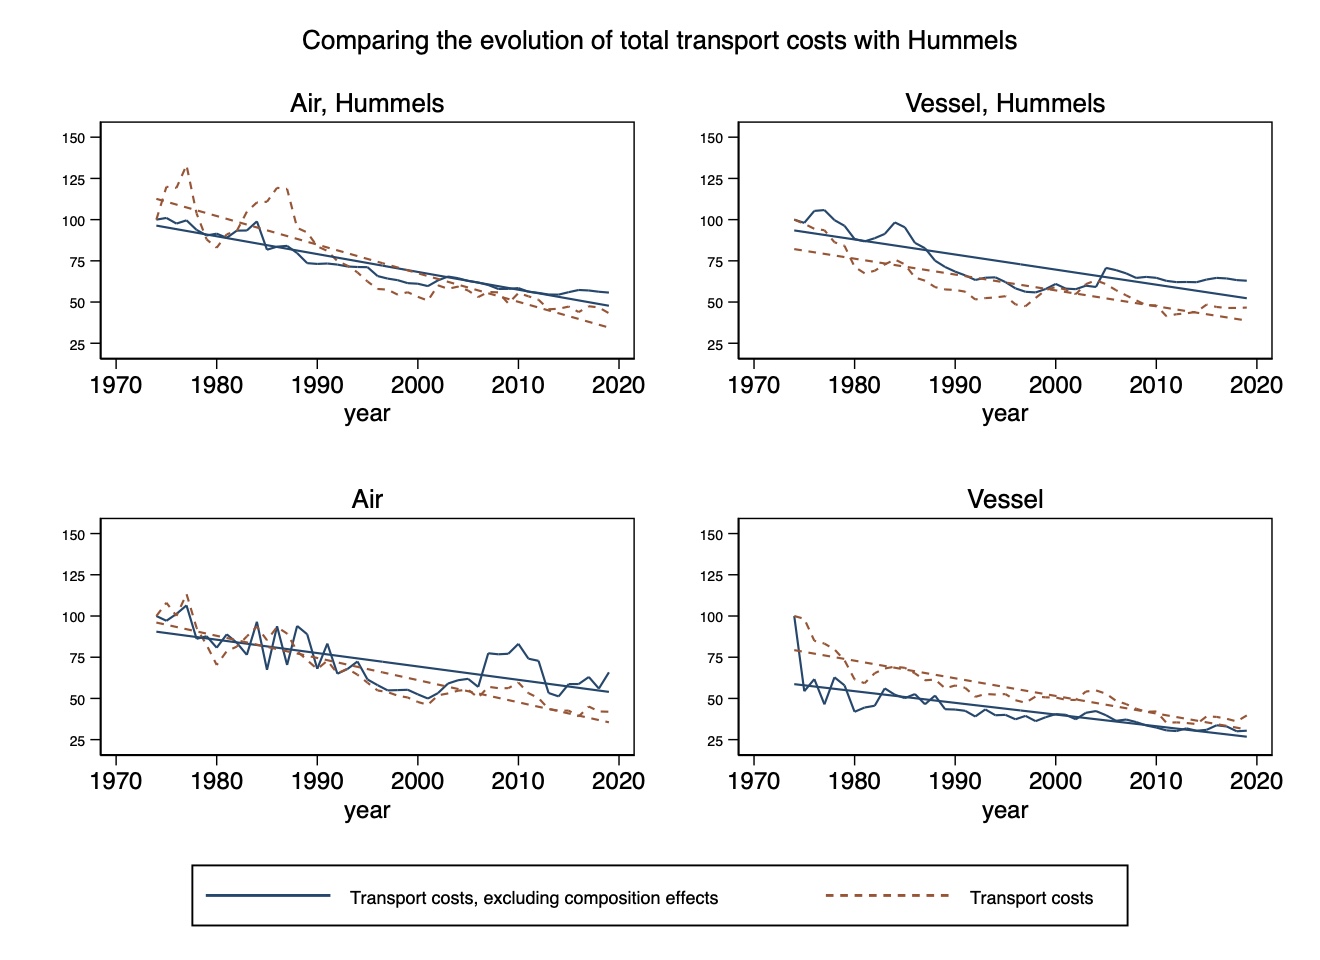 Comparing the evolution of total transport costs with Hummels
Air, Hummels
150
125
100
75
50
25
1970 1980 1990 2000 2010 2020
year
Vessel, Hummels
150
125
100
75
50
25
1970 1980 1990 2000 2010 2020
year
Air
150
125
100
75
50
25
1970 1980 1990 2000 2010 2020
year
Vessel
150
125
100
75
50
25
1970 1980 1990 2000 2010 2020
year
Transport costs, excluding composition effects
Transport costs